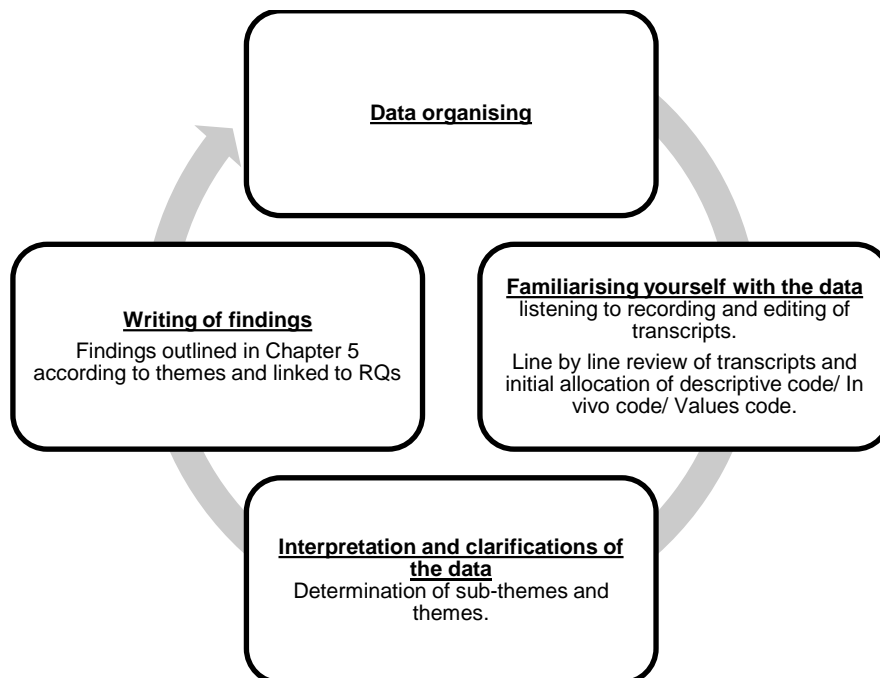 Data organising
Familiarising yourself with the data
listening to recording and editing of
transcripts.
Line by line review of transcripts and
initial allocation of descriptive code/ In
vivo code/ Values code.
Interpretation and clarifications of
the data
Determination of sub-themes and
themes.
Writing of findings
Findings outlined in Chapter 5
according to themes and linked to RQs